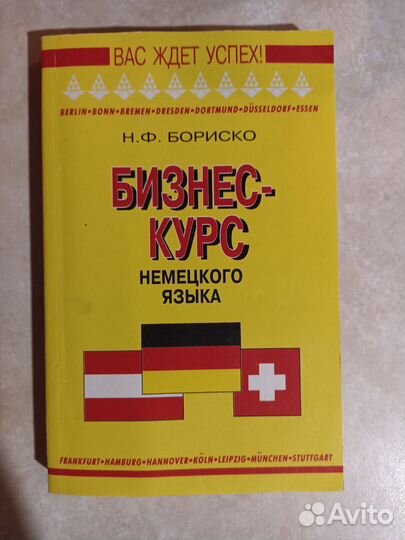 ВАС ЖДЕТ УСПЕХ!
BERLIN•BONN•BREMEN•DRESDEN•DORTMUND•DÜSSELDORF•ESSEN
Н.Ф. БОРИСКО
БИЗНЕС-
КУРС
НЕМЕЦКОГО
ЯЗЫКА
FRANKFURT•HAMBURG•HANNOVER•KÖLN•LEIPZIG•MÜNCHEN•STUTTGART
Avito